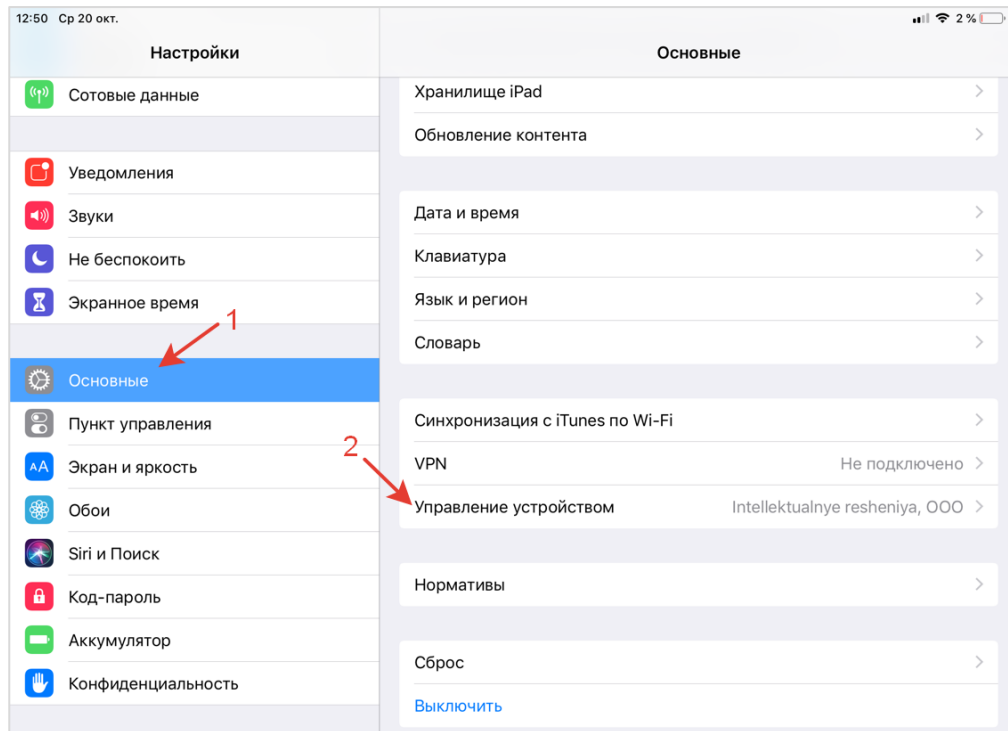 12:50 Ср 20 окт.
2 %
Настройки
Основные
Сотовые данные
Уведомления
Звуки
Не беспокоить
Экранное время
1
Основные
Пункт управления
2
AA Экран и яркость
Обои
Siri и Поиск
Код-пароль
Аккумулятор
Конфиденциальность
Хранилище iPad
Обновление контента
Дата и время
Клавиатура
Язык и регион
Словарь
Синхронизация с iTunes по Wi-Fi
VPN Не подключено
Управление устройством Intellektualnye resheniya, OOO
Нормативы
Сброс
Выключить